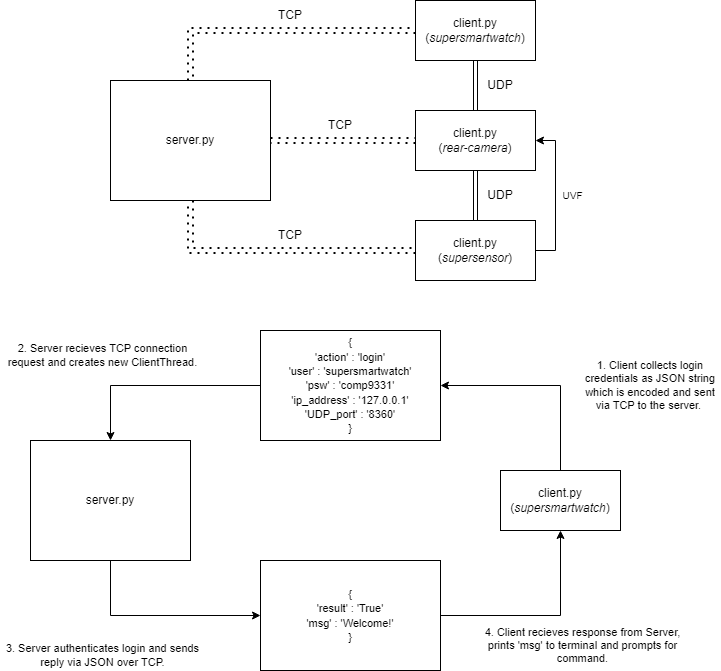 TCP
client.py
(supersmartwatch)
UDP
server.py
TCP
client.py
(rear-camera)
UDP
UVF
TCP
client.py
(supersensor)
2. Server recieves TCP connection
request and creates new ClientThread.
{
'action' : 'login'
'user' : 'supersmartwatch'
'psw' : 'comp9331'
'ip_address' : '127.0.0.1'
'UDP_port' : '8360'
}
1. Client collects login
credentials as JSON string
which is encoded and sent
via TCP to the server.
server.py
client.py
(supersmartwatch)
{
'result' : 'True'
'msg' : 'Welcome!'
}
3. Server authenticates login and sends
reply via JSON over TCP.
4. Client recieves response from Server,
prints 'msg' to terminal and prompts for
command.